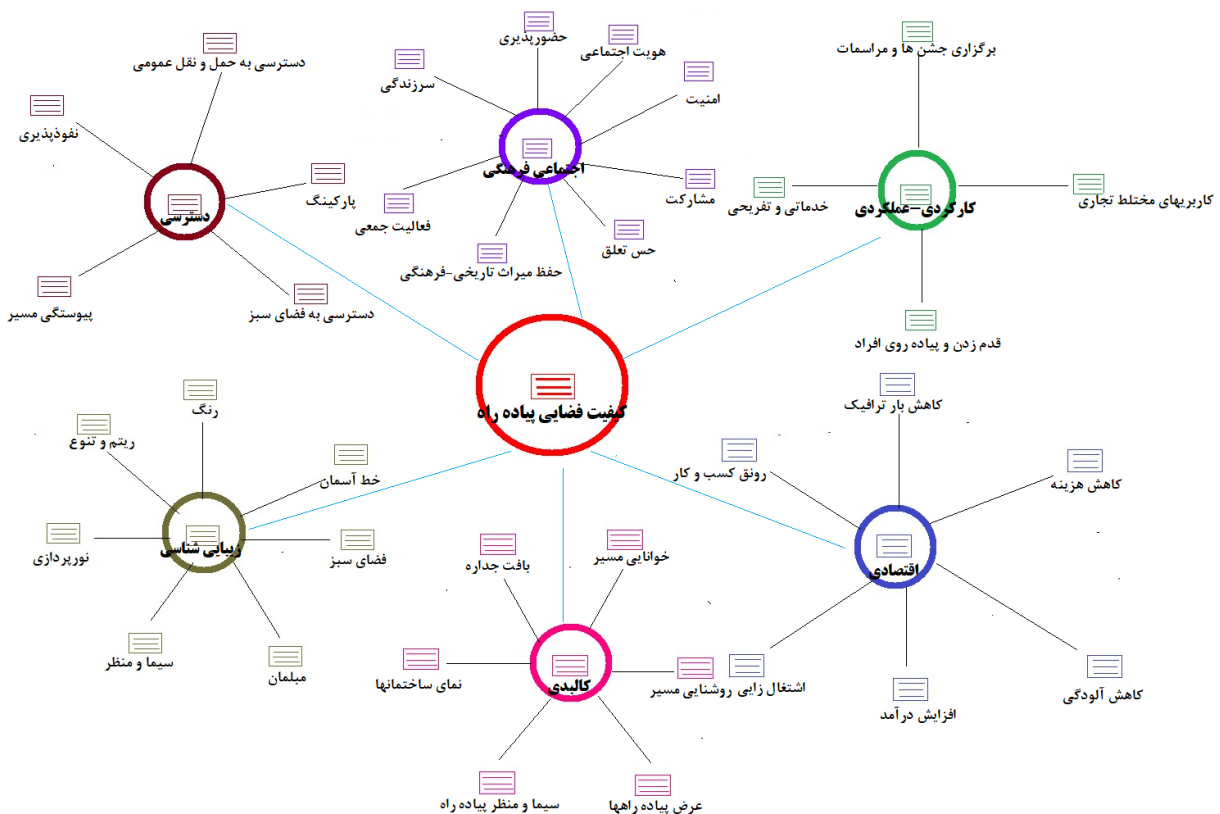 برگزاری جشن ها و مراسمات
کارکردی-عملکردی
کاربریهای مختلط تجاری
خدماتی و تفریحی
قدم زدن و پیاده روی افراد
حضورپذیری
هویت اجتماعی
سرزندگی
امنیت
اجتماعی فرهنگی
مشارکت
فعالیت جمعی
حس تعلق
حفظ میراث تاریخی-فرهنگی
دسترسی به حمل و نقل عمومی
نفوذپذیری
پارکینگ
دسترسی
پیوستگی مسیر
دسترسی به فضای سبز
کیفیت فضایی پیاده راه
کاهش بار ترافیک
رونق کسب و کار
کاهش هزینه
اقتصادی
اشتغال زایی
افزایش درآمد
کاهش آلودگی
خوانایی مسیر
بافت جداره
کالبدی
روشنایی مسیر
نمای ساختمانها
سیما و منظر پیاده راه
عرض پیاده راهها
رنگ
ریتم و تنوع
خط آسمان
زیبایی شناسی
نورپردازی
فضای سبز
سیما و منظر
مبلمان